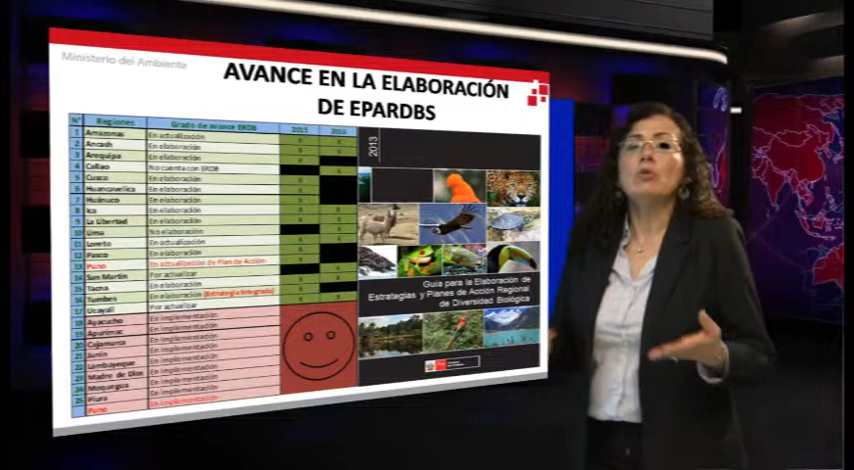 Ministerio del Ambiente
AVANCE EN LA ELABORACIÓN
DE EPARDBS
N° Regiones Grado de avance ERDB 2015 2016
1 Amazonas En actualización X X
2 Ancash En elaboración X X
3 Arequipa En elaboración X
4 Callao No cuenta con ERDB X
5 Cusco En elaboración X
6 Huancavelica En elaboración X
7 Huánuco En elaboración X
8 Ica En elaboración X X
9 La Libertad En elaboración X X
10 Lima No elaboración X
11 Loreto En actualización X
12 Pasco En elaboración X
13 Puno En actualización de Plan de Acción
14 San Martin Por actualizar X
15 Tacna En elaboración X
16 Tumbes En elaboración (Estrategia Integrada) X X
17 Ucayali Por actualizar
18 Ayacucho En implementación
19 Apurimac En implementación
20 Cajamarca En implementación
21 Junin En implementación
22 Lambayeque En implementación
23 Madre de Dios En implementación
24 Moquegua En implementación
25 Piura En implementación
Puno En implementación
2013
Guía para la Elaboración de
Estrategias y Planes de Acción Regional
de Diversidad Biológica